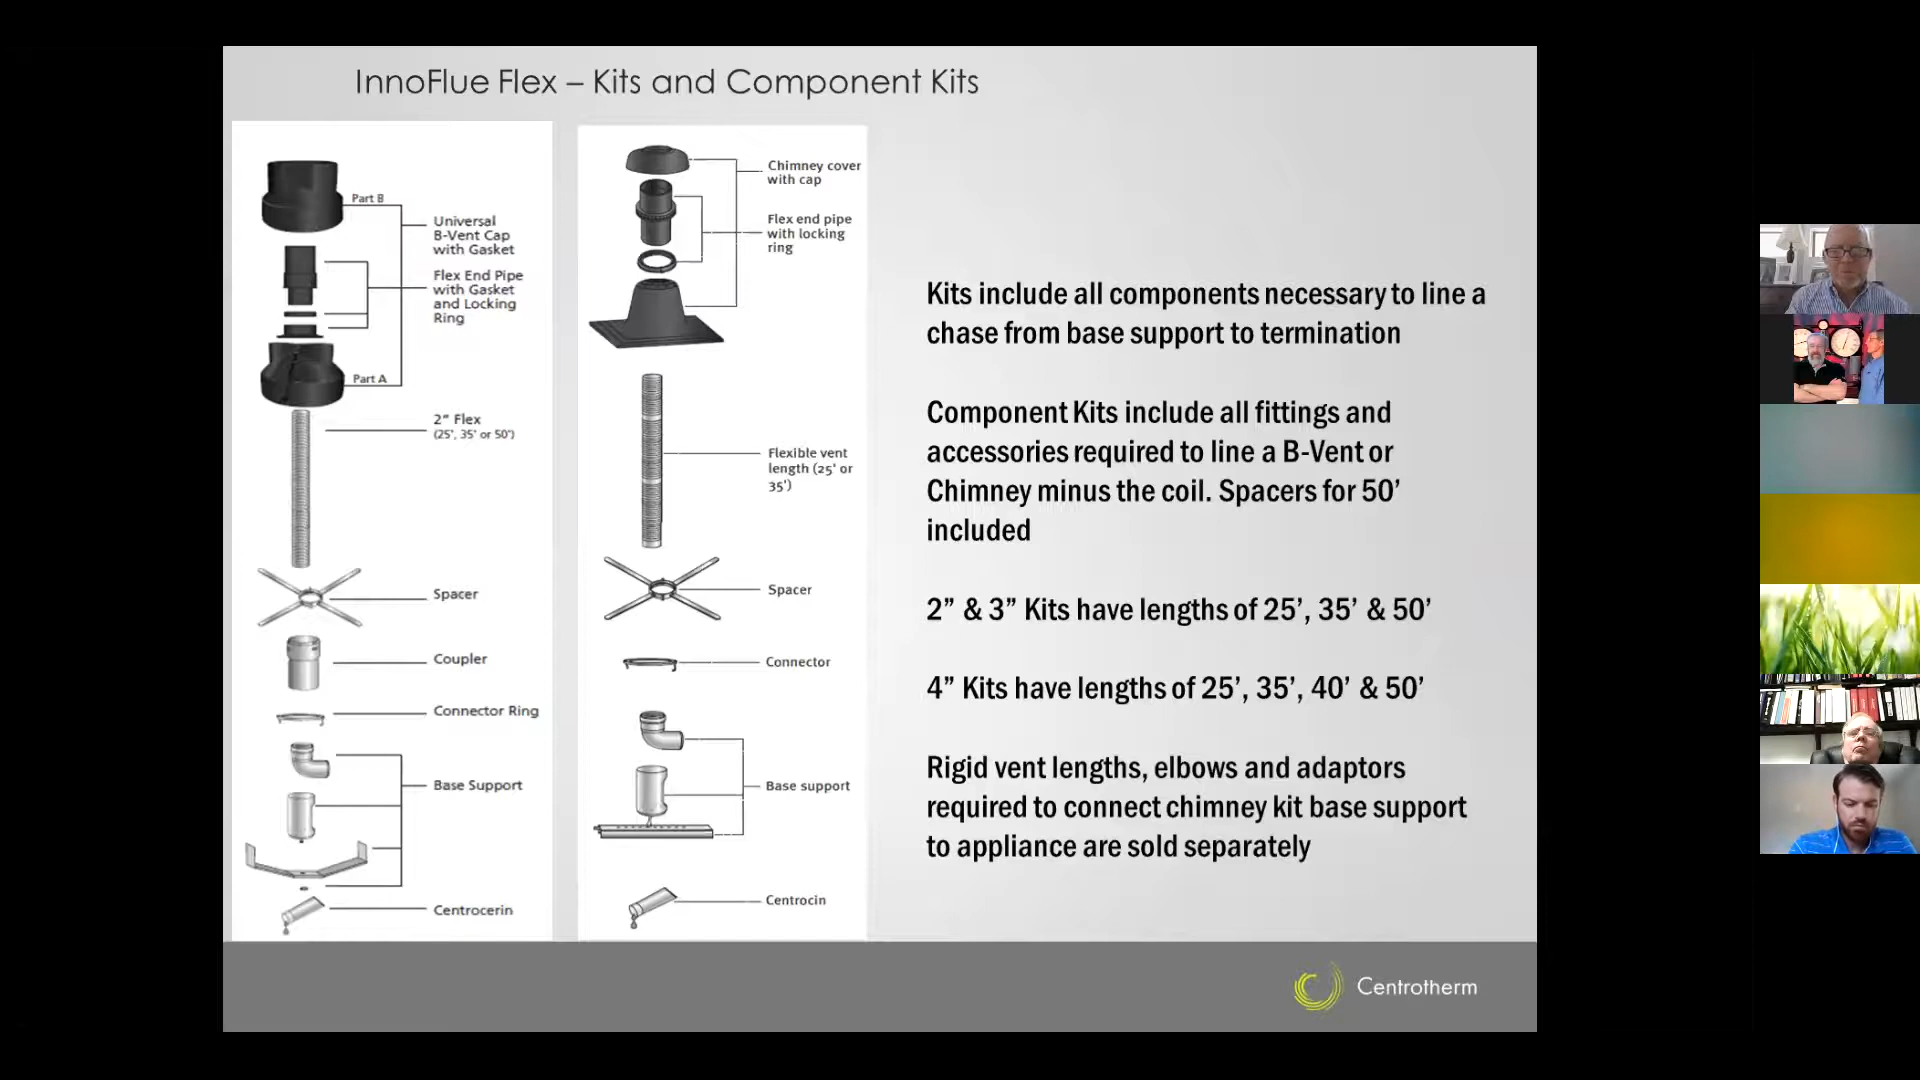 InnoFlue Flex – Kits and Component Kits
Part B
Universal
B-Vent Cap
with Gasket
Flex End Pipe
with Gasket
and Locking
Ring
Part A
2" Flex
(25', 35' or 50')
Spacer
Coupler
Connector Ring
Base Support
Centrocerin
Chimney cover
with cap
Flex end pipe
with locking
ring
Flexible vent
length (25' or
35')
Spacer
Connector
Base support
Centrocin
Kits include all components necessary to line a
chase from base support to termination
Component Kits include all fittings and
accessories required to line a B-Vent or
Chimney minus the coil. Spacers for 50’
included
2” & 3” Kits have lengths of 25’, 35’ & 50’
4” Kits have lengths of 25’, 35’, 40’ & 50’
Rigid vent lengths, elbows and adaptors
required to connect chimney kit base support
to appliance are sold separately
Centrotherm